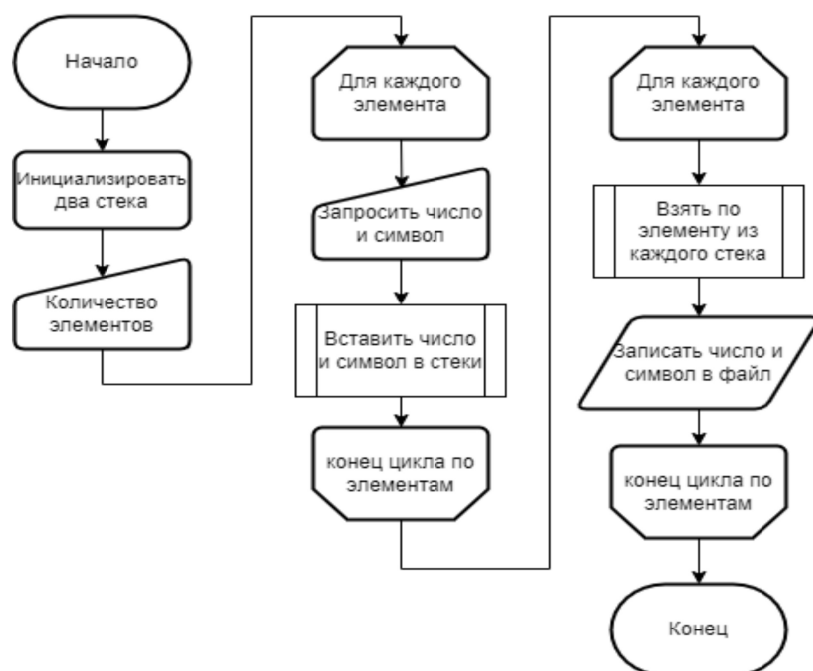 Начало
Инициализировать
два стека
Количество
элементов
Для каждого
элемента
Запросить число
и символ
Вставить число
и символ в стеки
конец цикла по
элементам
Для каждого
элемента
Взять по
элементу из
каждого стека
Записать число и
символ в файл
конец цикла по
элементам
Конец